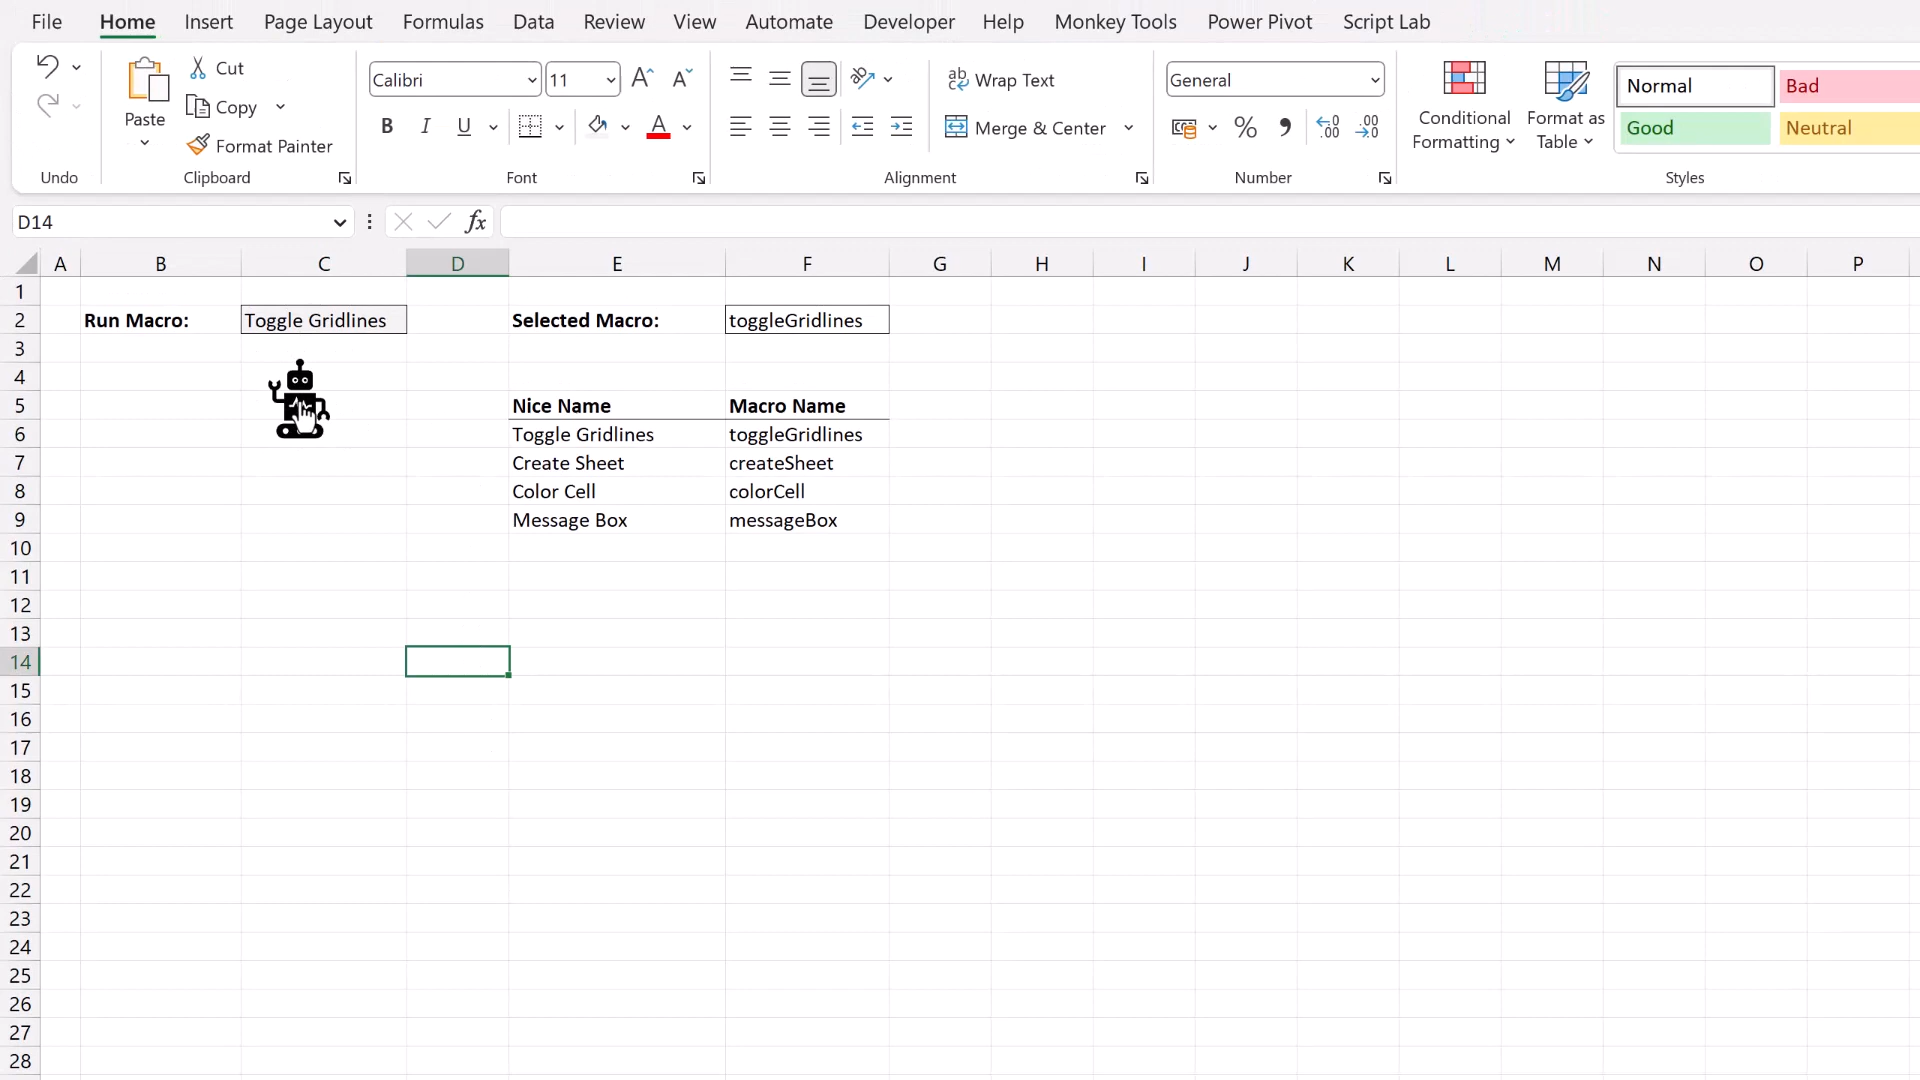 File Home Insert Page Layout Formulas Data Review View Automate Developer Help Monkey Tools Power Pivot Script Lab
Paste
Cut
Copy
Format Painter
Calibri 11
B I U A
ab Wrap Text
Merge & Center
General
% 9
Conditional Formatting
Format as Table
Normal Bad
Good Neutral
Undo Clipboard Font Alignment Number Styles
D14 fx
A B C D E F G H I J K L M N O P
1
2 Run Macro: Toggle Gridlines Selected Macro: toggleGridlines
3
4
5 Nice Name Macro Name
6 Toggle Gridlines toggleGridlines
7 Create Sheet createSheet
8 Color Cell colorCell
9 Message Box messageBox
10
11
12
13
14
15
16
17
18
19
20
21
22
23
24
25
26
27
28